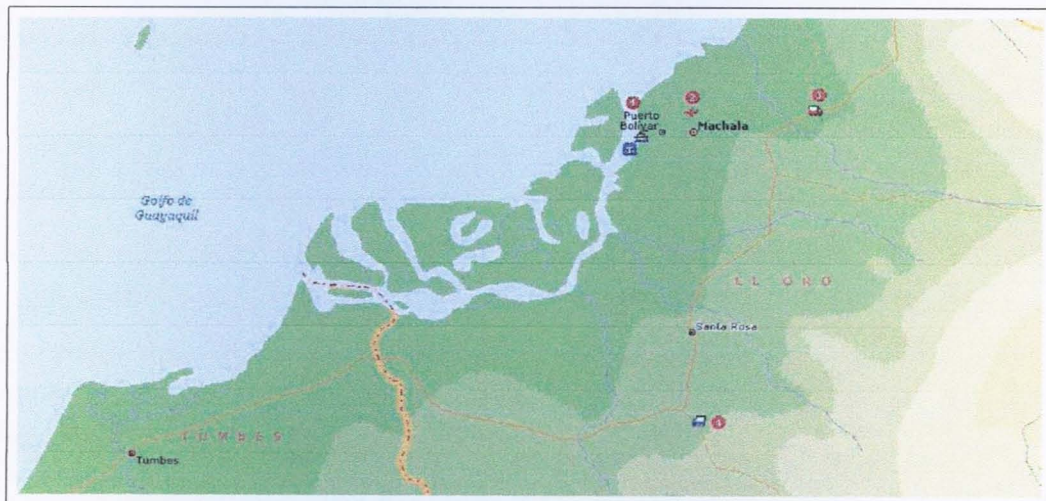 Puerto
Bolívar
Machala
Golfo de
Guayaquil
EL ORO
Santa Rosa
TUMBES
Tumbes